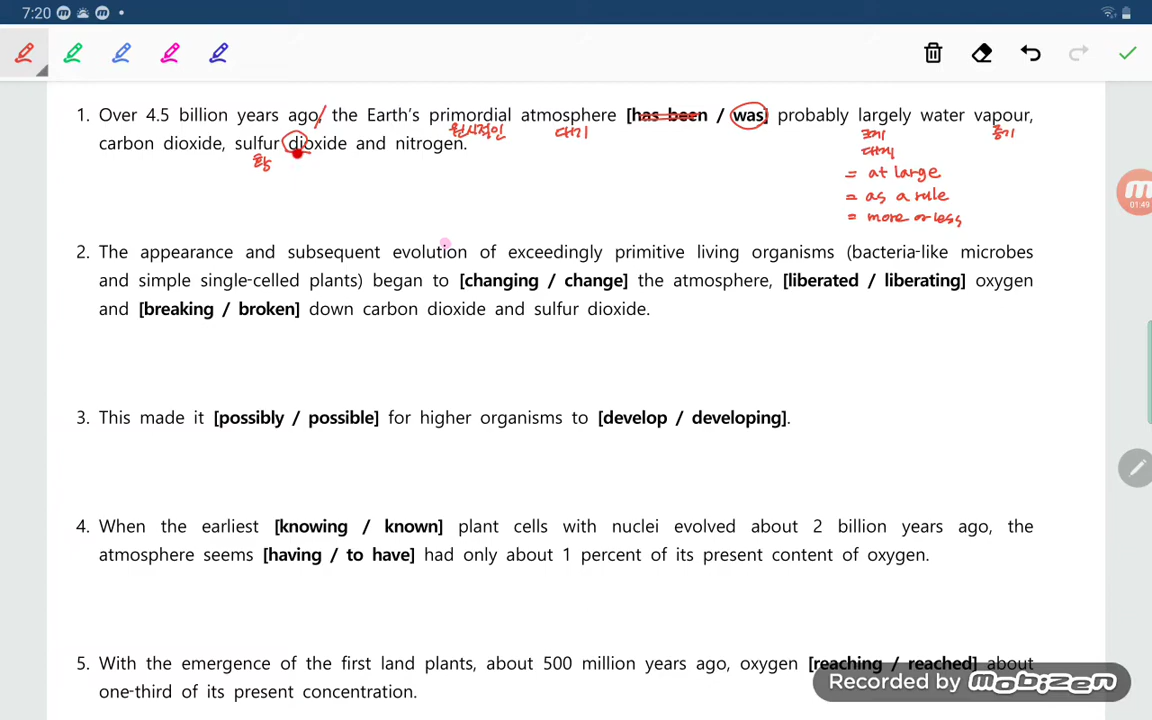 7:20
1. Over 4.5 billion years ago, the Earth's primordial atmosphere [has been / was] probably largely water vapour,
원시적인 대기 크게 증기
대개
carbon dioxide, sulfur dioxide and nitrogen.
황
= at large
= as a rule
= more or less
01:49
2. The appearance and subsequent evolution of exceedingly primitive living organisms (bacteria-like microbes
and simple single-celled plants) began to [changing / change] the atmosphere, [liberated / liberating] oxygen
and [breaking / broken] down carbon dioxide and sulfur dioxide.
3. This made it [possibly / possible] for higher organisms to [develop / developing].
4. When the earliest [knowing / known] plant cells with nuclei evolved about 2 billion years ago, the
atmosphere seems [having / to have] had only about 1 percent of its present content of oxygen.
5. With the emergence of the first land plants, about 500 million years ago, oxygen [reaching / reached] about
one-third of its present concentration.
Recorded by mobizen